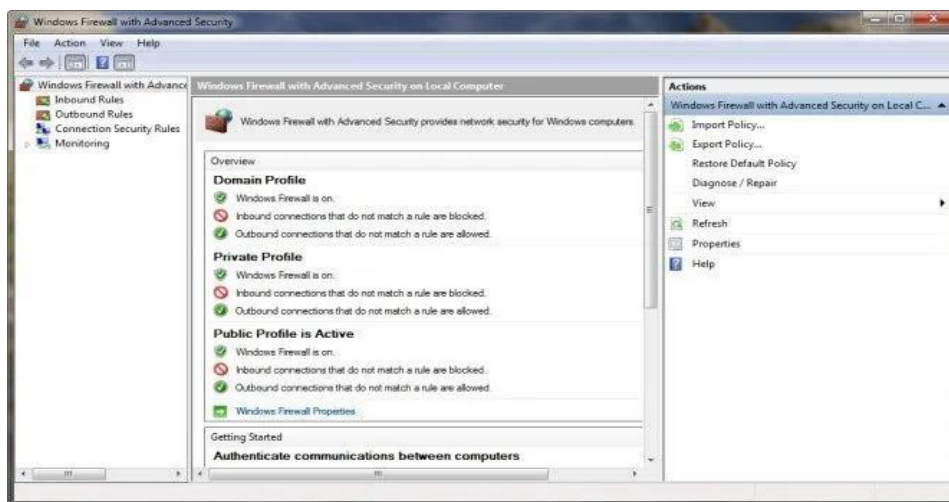 Windows Firewall with Advanced Security
File Action View Help
Windows Firewall with Advance
Inbound Rules
Outbound Rules
Connection Security Rules
Monitoring
Windows Firewall with Advanced Security on Local Computer
Windows Firewall with Advanced Security provides network security for Windows computers.
Overview
Domain Profile
Windows Firewall is on.
Inbound connections that do not match a rule are blocked.
Outbound connections that do not match a rule are allowed.
Private Profile
Windows Firewall is on.
Inbound connections that do not match a rule are blocked.
Outbound connections that do not match a rule are allowed.
Public Profile is Active
Windows Firewall is on.
Inbound connections that do not match a rule are blocked.
Outbound connections that do not match a rule are allowed.
Windows Firewall Properties
Getting Started
Authenticate communications between computers
Actions
Windows Firewall with Advanced Security on Local C...
Import Policy...
Export Policy...
Restore Default Policy
Diagnose / Repair
View
Refresh
Properties
Help